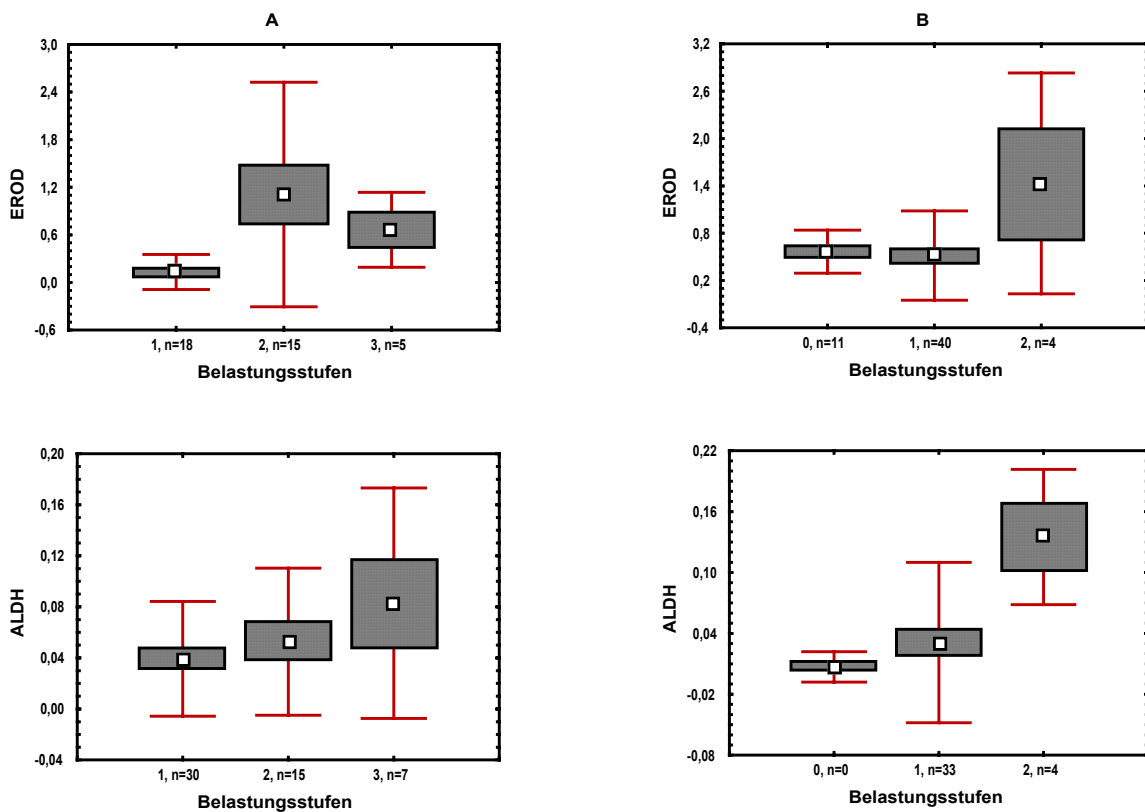 A
EROD
3,0
2,4
1,8
1,2
0,6
0,0
-0,6
1, n=18 2, n=15 3, n=5
Belastungsstufen
B
EROD
3,2
2,6
2,0
1,4
0,8
0,2
-0,4
0, n=11 1, n=40 2, n=4
Belastungsstufen
ALDH
0,20
0,16
0,12
0,08
0,04
0,00
-0,04
1, n=30 2, n=15 3, n=7
Belastungsstufen
ALDH
0,22
0,16
0,10
0,04
-0,02
-0,08
0, n=0 1, n=33 2, n=4
Belastungsstufen